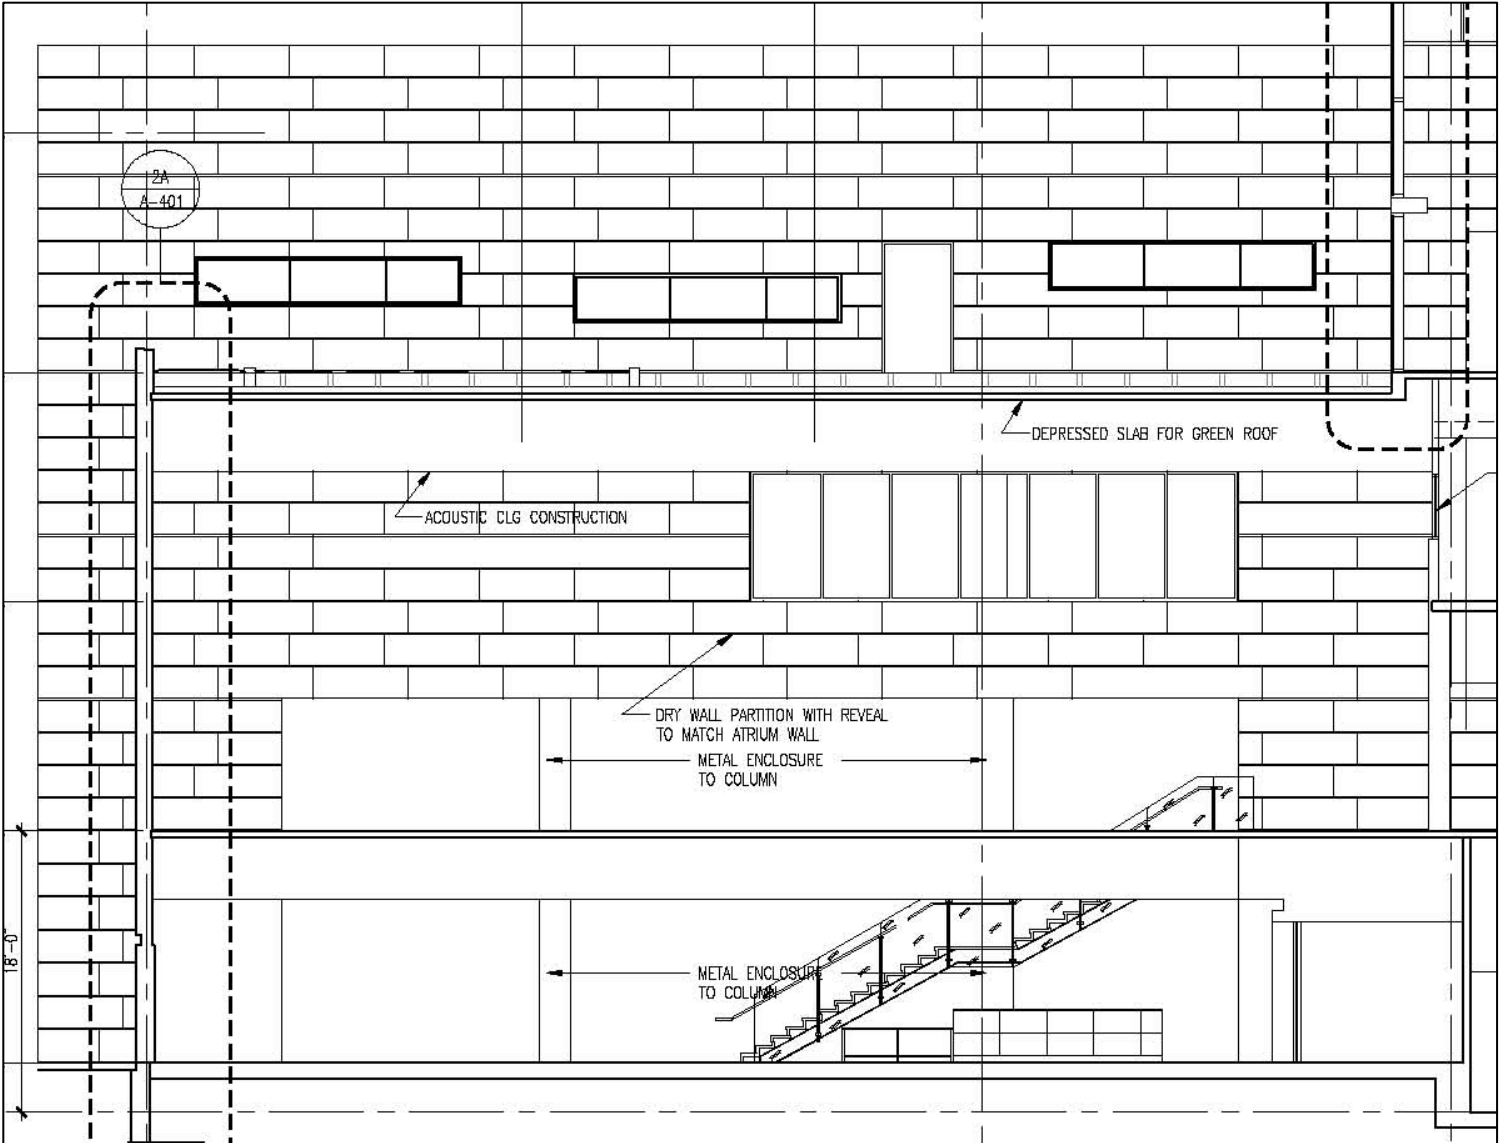 2A
A-401
DEPRESSED SLAB FOR GREEN ROOF
ACOUSTIC CLG CONSTRUCTION
DRY WALL PARTITION WITH REVEAL
TO MATCH ATRIUM WALL
METAL ENCLOSURE
TO COLUMN
18'-0"
METAL ENCLOSURE
TO COLUMN